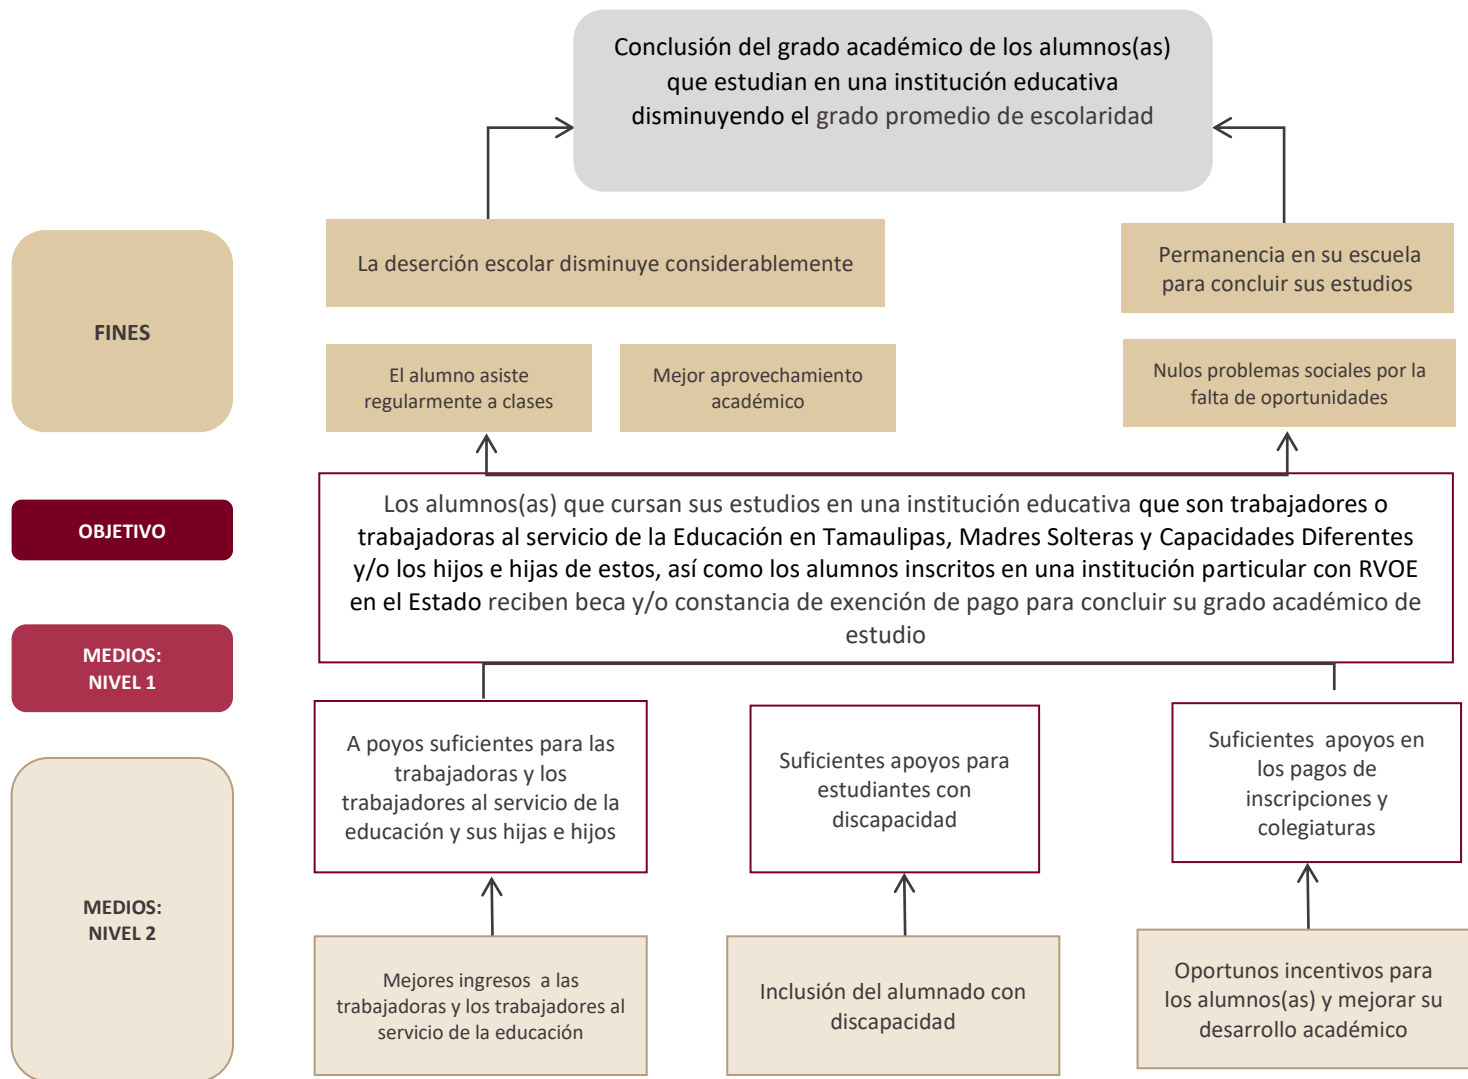 Conclusión del grado académico de los alumnos(as)
que estudian en una institución educativa
disminuyendo el grado promedio de escolaridad
FINES
La deserción escolar disminuye considerablemente
Permanencia en su escuela
para concluir sus estudios
El alumno asiste
regularmente a clases
Mejor aprovechamiento
académico
Nulos problemas sociales por la
falta de oportunidades
OBJETIVO
Los alumnos(as) que cursan sus estudios en una institución educativa que son trabajadores o
trabajadoras al servicio de la Educación en Tamaulipas, Madres Solteras y Capacidades Diferentes
y/o los hijos e hijas de estos, así como los alumnos inscritos en una institución particular con RVOE
en el Estado reciben beca y/o constancia de exención de pago para concluir su grado académico de
estudio
MEDIOS:
NIVEL 1
A poyos suficientes para las
trabajadoras y los
trabajadores al servicio de la
educación y sus hijas e hijos
Suficientes apoyos para
estudiantes con
discapacidad
Suficientes apoyos en
los pagos de
inscripciones y
colegiaturas
MEDIOS:
NIVEL 2
Mejores ingresos a las
trabajadoras y los trabajadores al
servicio de la educación
Inclusión del alumnado con
discapacidad
Oportunos incentivos para
los alumnos(as) y mejorar su
desarrollo académico